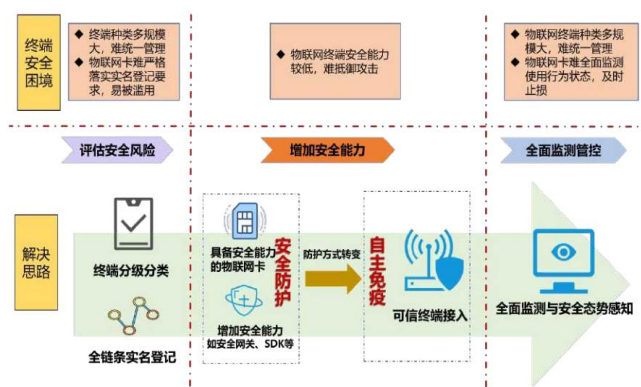 终端
安全
困境
◆ 终端种类多规模
大，难统一管理
◆ 物联网卡难严格
落实实名登记要
求，易被滥用
◆ 物联网终端安全能力
较低，难抵御攻击
◆ 物联网终端种类多规
模大，难统一管理
◆ 物联网卡难全面监测
使用行为状态，及时
止损
评估安全风险
增加安全能力
全面监测管控
解决
思路
终端分级分类
全链条实名登记
具备安全能力
的物联网卡
增加安全能力
如安全网关、SDK等
安全防护
防护方式转变
自主免疫
可信终端接入
全面监测与安全态势感知